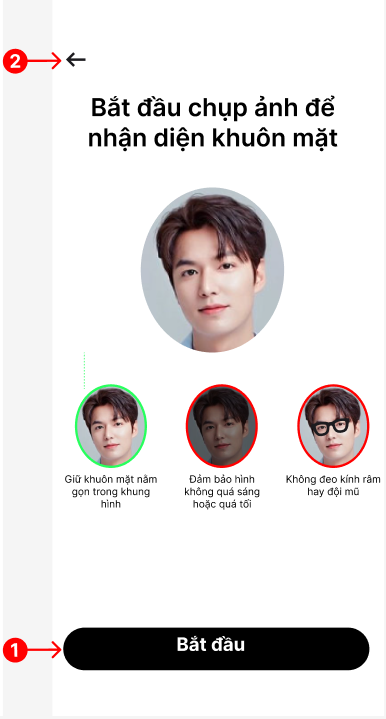 2
Bắt đầu chụp ảnh để
nhận diện khuôn mặt
Giữ khuôn mặt nằm
gọn trong khung
hình
Đảm bảo hình
không quá sáng
hoặc quá tối
Không đeo kính râm
hay đội mũ
1
Bắt đầu